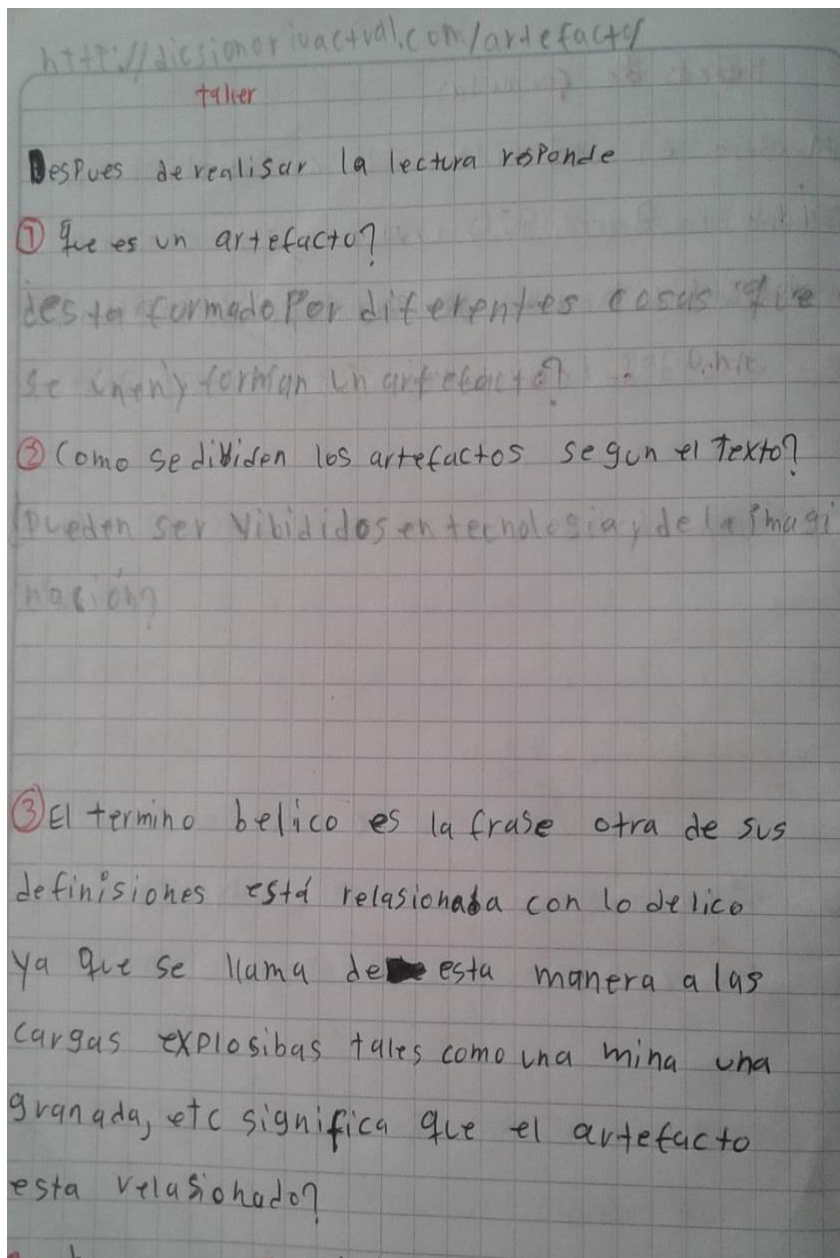 http://dicsionarioactual.com/artefacto/
taller
Despues de realisar la lectura responde
① que es un artefacto?
esta formado Por diferentes cosas que
se unen y forman un artefacto?
② Como se dibiden los artefactos segun el Texto?
Pueden ser Vibididos en tecnologia y de la imagi
nacion?
③ El termino belico es la frase otra de sus
definisiones está relasionada con lo delico
ya que se llama de esta manera a las
cargas explosibas tales como una mina una
granada, etc significa que el artefacto
esta relasionado?